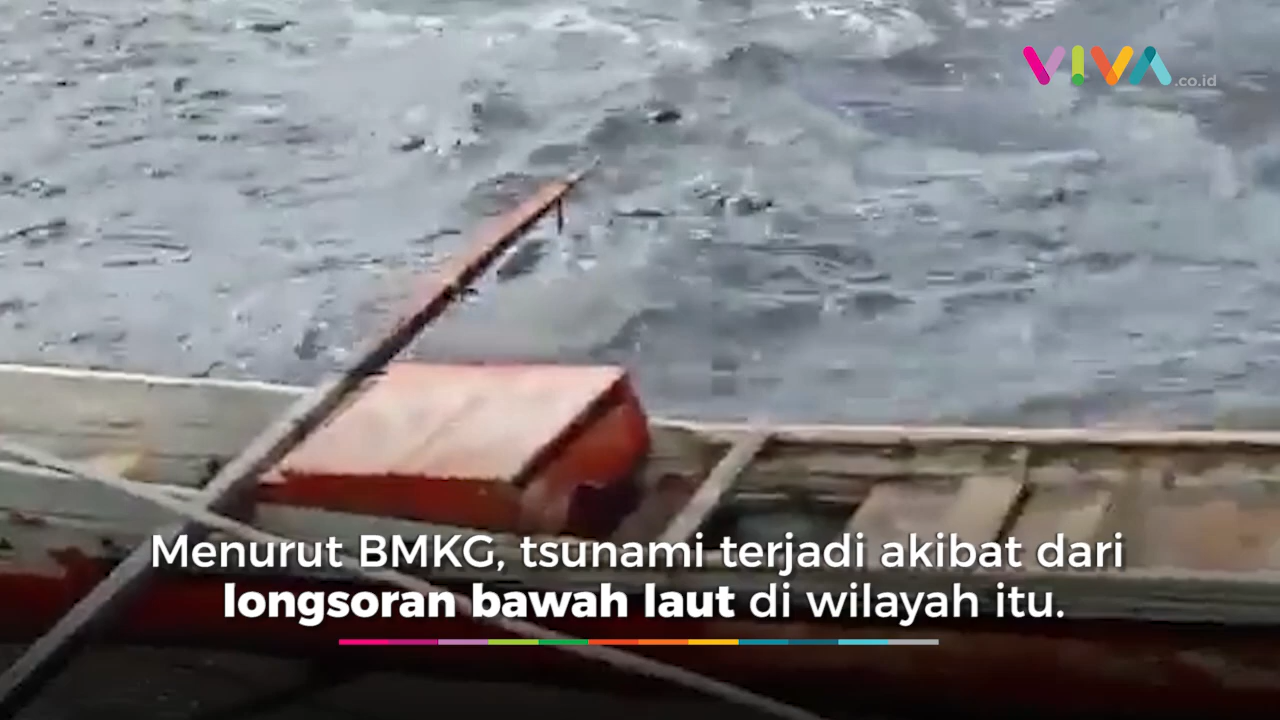 VIVA.co.id
Menurut BMKG, tsunami terjadi akibat dari
longsoran bawah laut di wilayah itu.